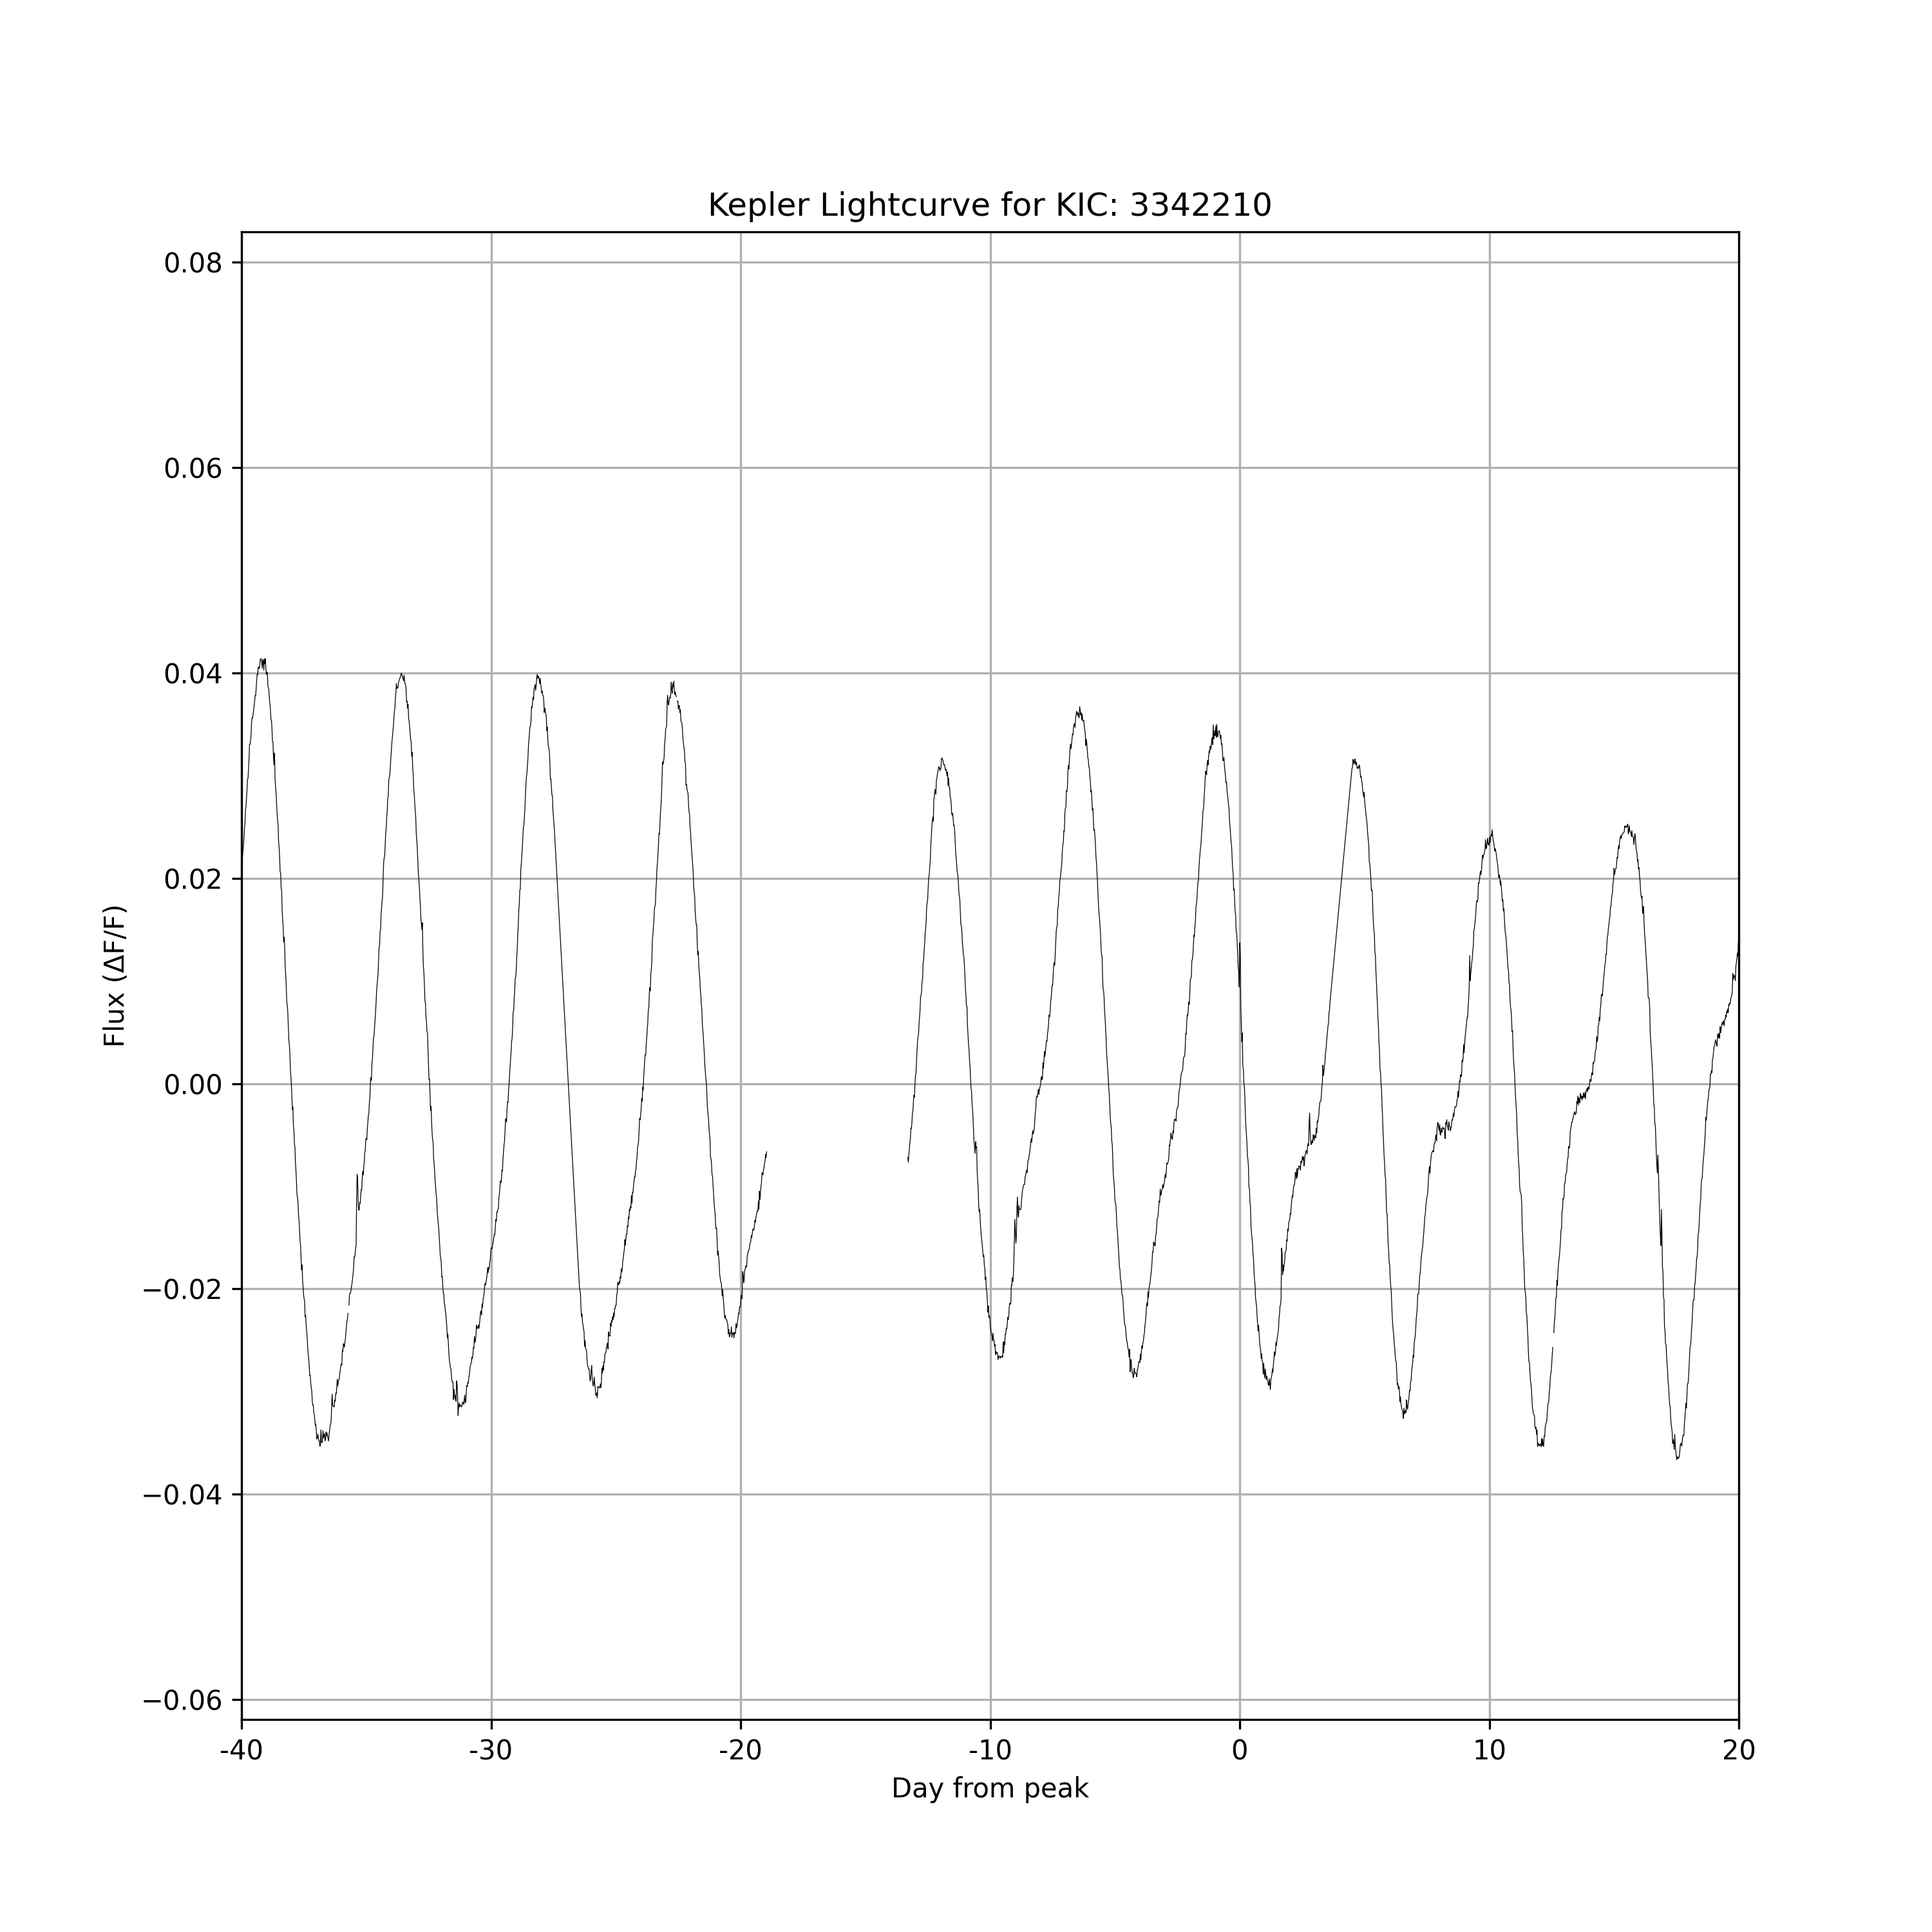 Kepler Lightcurve for KIC: 3342210
0.08
0.06
0.04
0.02
0.00
−0.02
−0.04
−0.06
Flux (ΔF/F)
-40 -30 -20 -10 0 10 20
Day from peak